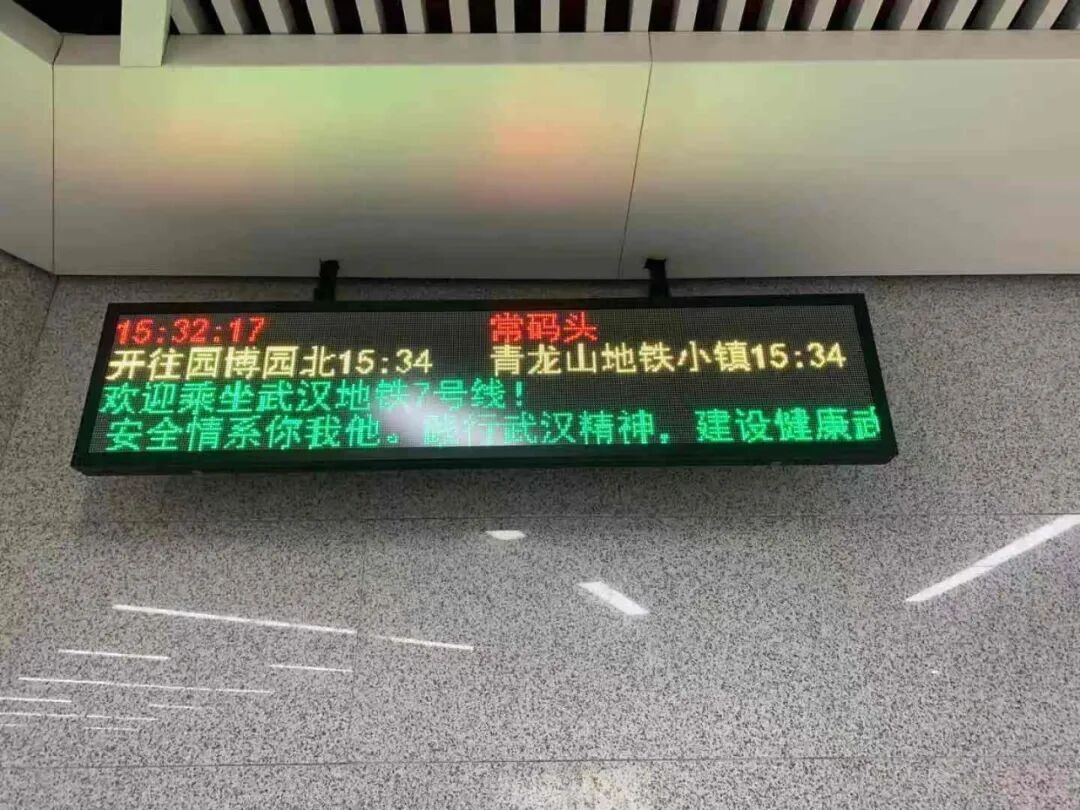 15:32:17 常码头
开往园博园北15:34 青龙山地铁小镇15:34
欢迎乘坐武汉地铁7号线!
安全情系你我他。践行武汉精神，建设健康武